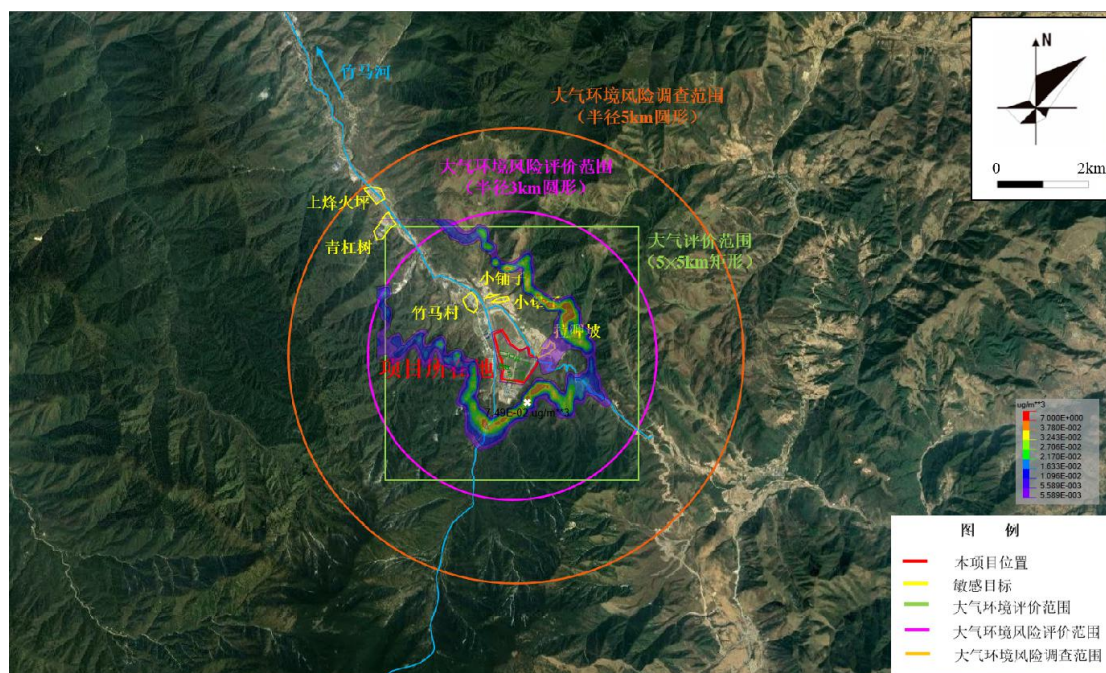 N
0 2km
竹马河
大气环境风险调查范围
（半径5km圆形）
大气环境风险评价范围
（半径3km圆形）
上烽火坪
青杠树
大气评价范围
（5×5km矩形）
小铺子
竹马村
项目所在地
7.49E-02 ug/m**3
ug/m**3
7.000E+000
3.780E-002
3.243E-002
2.706E-002
2.170E-002
1.633E-002
1.096E-002
5.589E-003
5.589E-003
图 例
本项目位置
敏感目标
大气环境评价范围
大气环境风险评价范围
大气环境风险调查范围